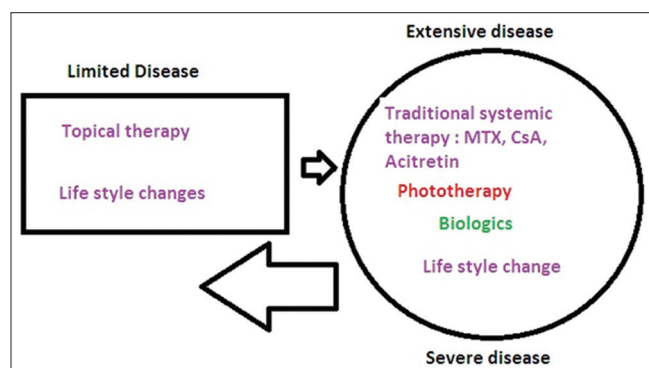 Limited Disease
Topical therapy
Life style changes
Extensive disease
Traditional systemic
therapy : MTX, CsA,
Acitretin
Phototherapy
Biologics
Life style change
Severe disease